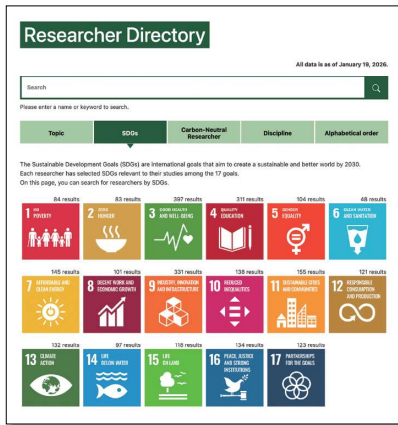 Researcher Directory
All data is as of January 19, 2026.
Search
Please enter a name or keyword to search.
Topic
SDGs
Carbon-Neutral
Researcher
Discipline
Alphabetical order
The Sustainable Development Goals (SDGs) are international goals that aim to create a sustainable and better world by 2030.
Each researcher has selected SDGs relevant to their studies among the 17 goals.
On this page, you can search for researchers by SDGs.
84 results
83 results
397 results
311 results
104 results
48 results
1 NO
POVERTY
2 ZERO
HUNGER
3 GOOD HEALTH
AND WELL-BEING
4 QUALITY
EDUCATION
5 GENDER
EQUALITY
6 CLEAN WATER
AND SANITATION
145 results
101 results
331 results
138 results
155 results
121 results
7 AFFORDABLE AND
CLEAN ENERGY
8 DECENT WORK AND
ECONOMIC GROWTH
9 INDUSTRY, INNOVATION
AND INFRASTRUCTURE
10 REDUCED
INEQUALITIES
11 SUSTAINABLE CITIES
AND COMMUNITIES
12 RESPONSIBLE
CONSUMPTION
AND PRODUCTION
132 results
97 results
118 results
134 results
123 results
13 CLIMATE
ACTION
14 LIFE
BELOW WATER
15 LIFE
ON LAND
16 PEACE, JUSTICE
AND STRONG
INSTITUTIONS
17 PARTNERSHIPS
FOR THE GOALS